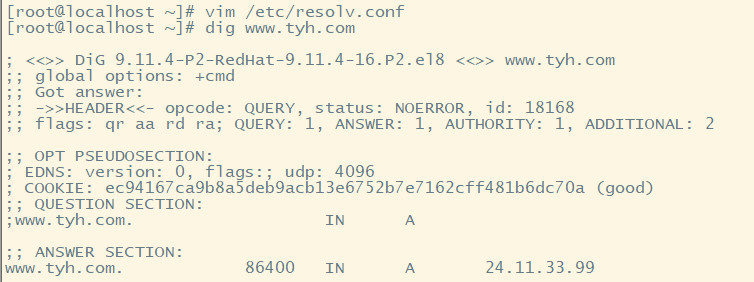 [root@localhost ~]# vim /etc/resolv.conf
[root@localhost ~]# dig www.tyh.com
; <<>> DiG 9.11.4-P2-RedHat-9.11.4-16.P2.el8 <<>> www.tyh.com
;; global options: +cmd
;; Got answer:
;; ->>HEADER<<- opcode: QUERY, status: NOERROR, id: 18168
;; flags: qr aa rd ra; QUERY: 1, ANSWER: 1, AUTHORITY: 1, ADDITIONAL: 2
;; OPT PSEUDOSECTION:
; EDNS: version: 0, flags:; udp: 4096
; COOKIE: ec94167ca9b8a5deb9acb13e6752b7e7162cff481b6dc70a (good)
;; QUESTION SECTION:
;www.tyh.com. IN A
;; ANSWER SECTION:
www.tyh.com. 86400 IN A 24.11.33.99